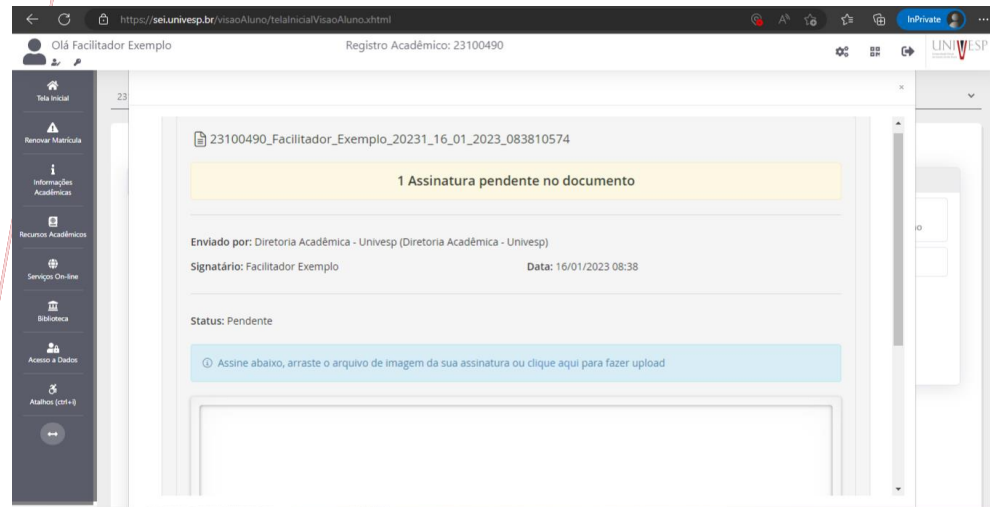 https://sei.univesp.br/visaoAluno/telaInicialVisaoAluno.xhtml
InPrivate
Olá Facilitador Exemplo
Registro Acadêmico: 23100490
UNIVESP
Tela Inicial
Renovar Matrícula
Informações
Acadêmicas
Recursos Acadêmicos
Serviços On-line
Biblioteca
Acesso a Dados
Atalhos (ctrl+i)
23
×
23100490_Facilitador_Exemplo_20231_16_01_2023_083810574
1 Assinatura pendente no documento
Enviado por: Diretoria Acadêmica - Univesp (Diretoria Acadêmica - Univesp)
Signatário: Facilitador Exemplo Data: 16/01/2023 08:38
Status: Pendente
Assine abaixo, arraste o arquivo de imagem da sua assinatura ou clique aqui para fazer upload